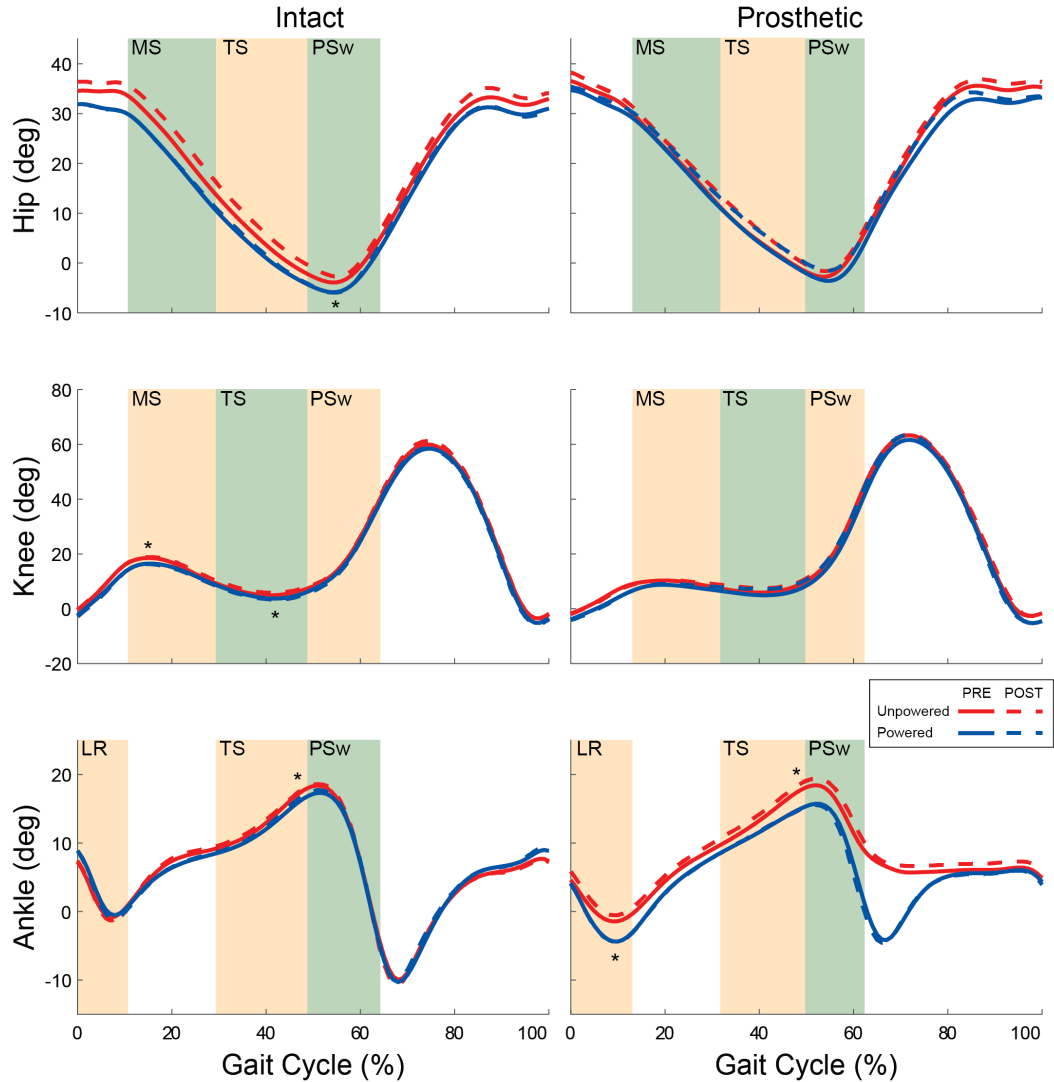 Intact Prosthetic
MS TS PSw MS TS PSw
40
30
20
10
0
-10
Hip (deg)
*
MS TS PSw MS TS PSw
80
60
40
20
0
-20
Knee (deg)
*
*
PRE POST
Unpowered
Powered
LR TS PSw LR TS PSw
20
10
0
-10
Ankle (deg)
*
*
*
0 20 40 60 80 100 0 20 40 60 80 100
Gait Cycle (%) Gait Cycle (%)